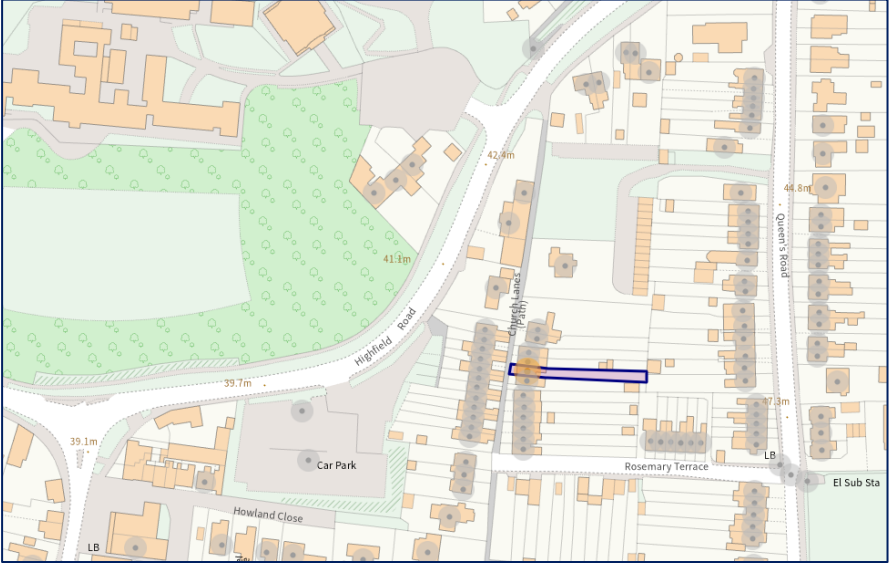 42.4m
44.8m
Queen's Road
41.1m
Church Lanes
(Path)
Highfield Road
39.7m
47.3m
39.1m
LB
Car Park
Rosemary Terrace
El Sub Sta
Howland Close
LB